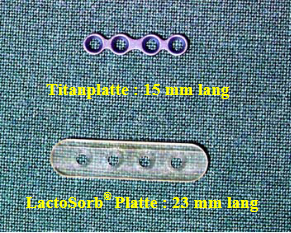 Titanplatte : 15 mm lang
LactoSorb® Platte : 23 mm lang